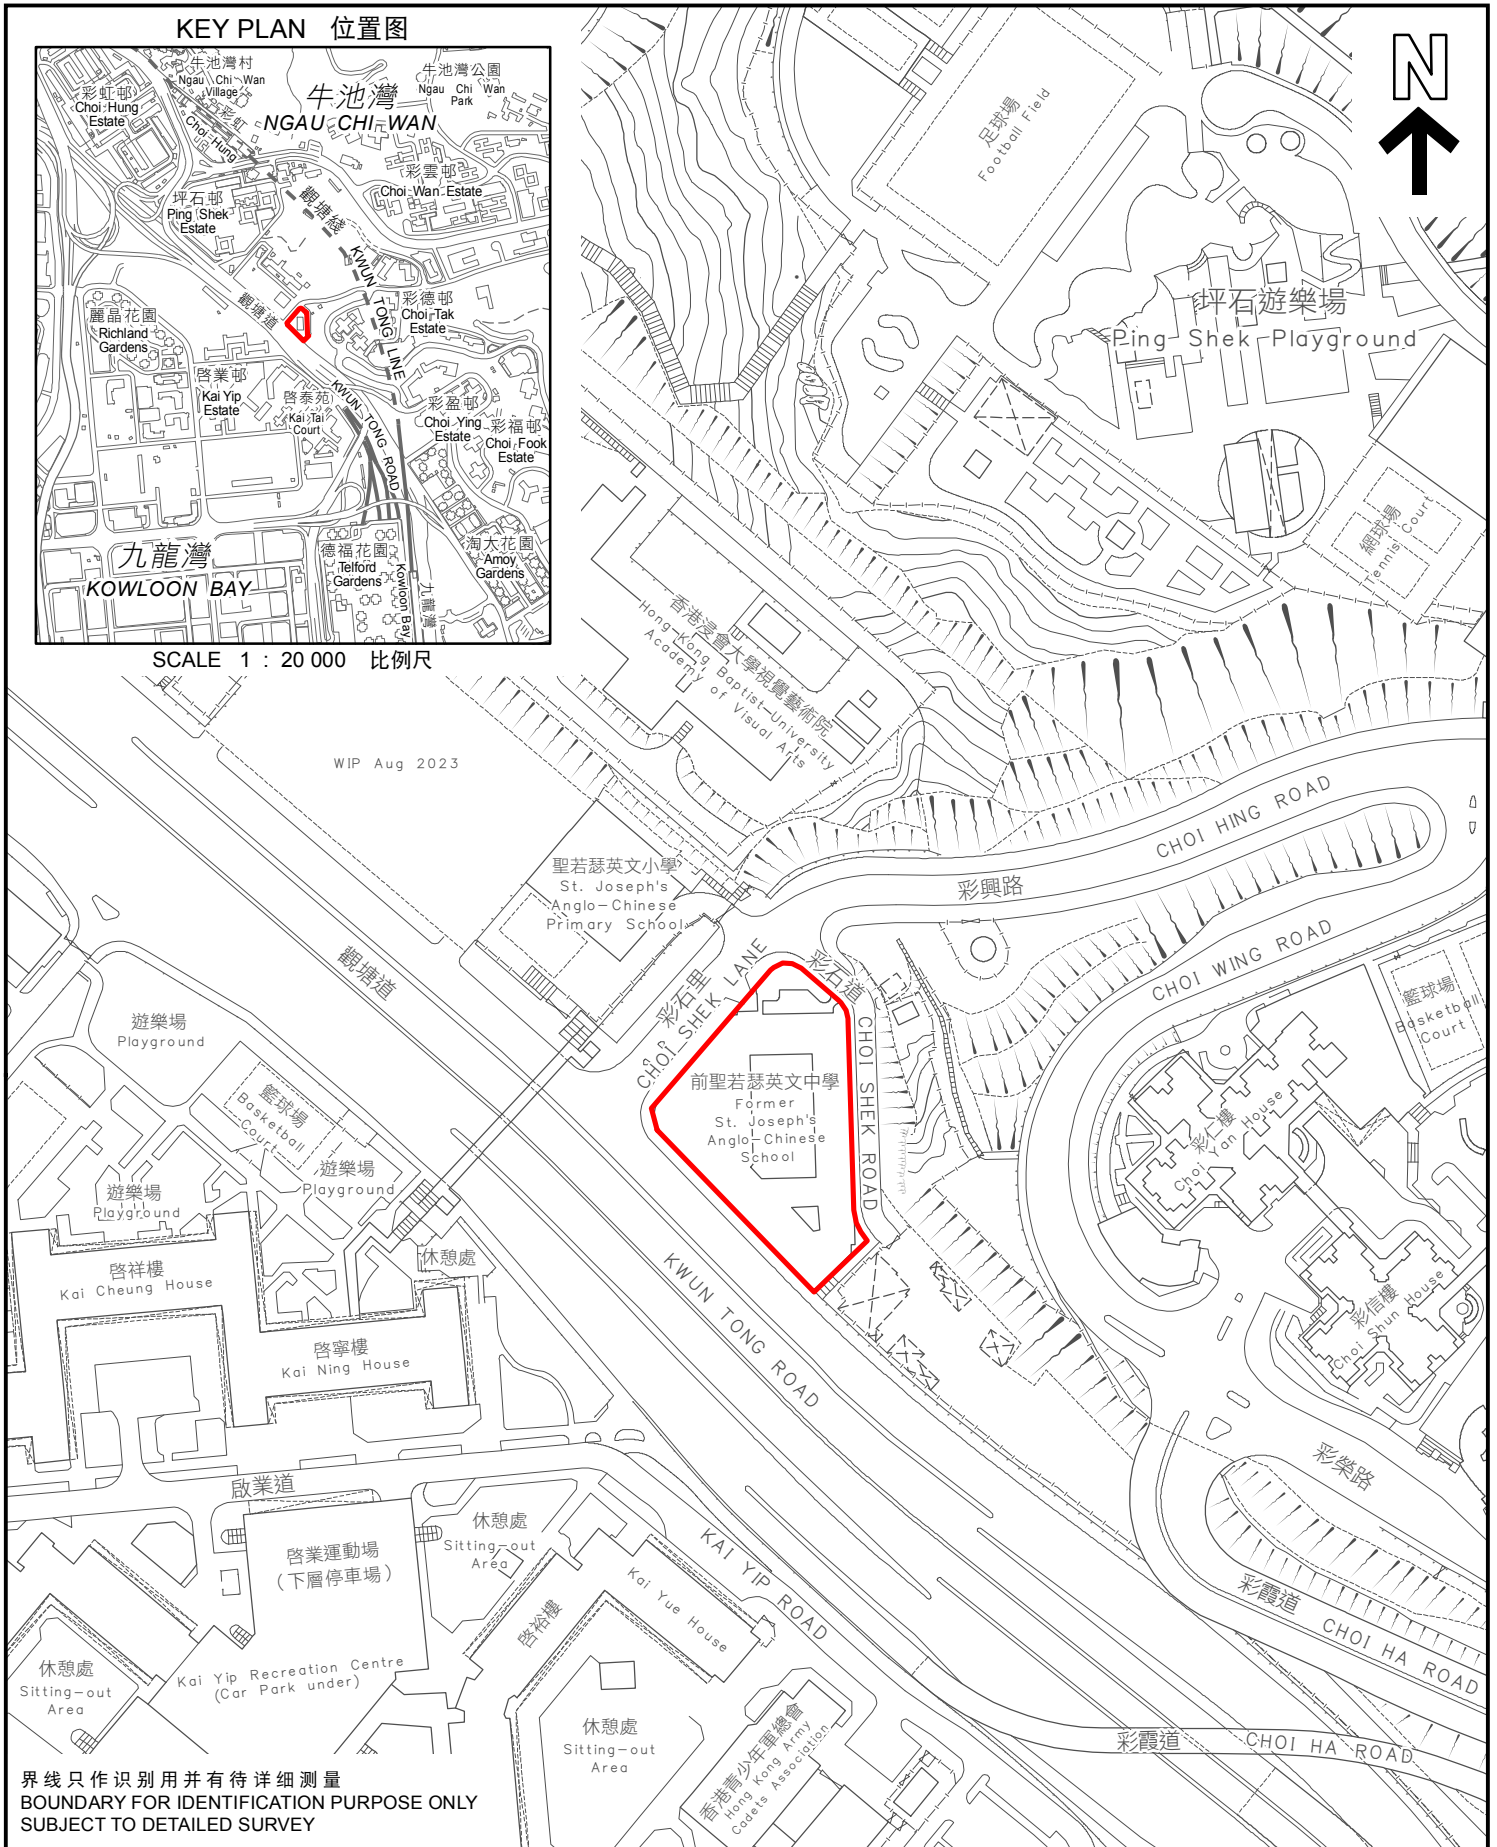 KEY PLAN 位置图
牛池灣村
Ngau Chi Wan
Village
彩虹邨
Choi Hung
Estate
彩虹
Choi Hung
牛池灣
NGAU CHI WAN
牛池灣公園
Ngau Chi Wan
Park
彩雲邨
Choi Wan Estate
坪石邨
Ping Shek
Estate
觀塘綫
KWUN TONG LINE
觀塘道
KWUN TONG ROAD
麗晶花園
Richland
Gardens
彩德邨
Choi Tak
Estate
啓業邨
Kai Yip
Estate
啓泰苑
Kai Tai
Court
彩盈邨
Choi Ying
Estate
彩福邨
Choi Fook
Estate
九龍灣
KOWLOON BAY
德福花園
Telford
Gardens
Kowloon Bay
九龍灣
淘大花園
Amoy
Gardens
SCALE 1 : 20 000 比例尺
N
足球場
Football Field
坪石遊樂場
Ping Shek Playground
網球場
Tennis Court
香港浸會大學視覺藝術院
Hong Kong Baptist University
Academy of Visual Arts
WIP Aug 2023
聖若瑟英文小學
St. Joseph's
Anglo-Chinese
Primary School
CHOI HING ROAD
彩興路
CHOI WING ROAD
觀塘道
彩石里
CHOI SHEK LANE
彩石道
CHOI SHEK ROAD
前聖若瑟英文中學
Former
St. Joseph's
Anglo-Chinese
School
籃球場
Basketball
Court
彩仁樓
Choi Yan House
彩信樓
Choi Shun House
遊樂場
Playground
籃球場
Basketball
Court
遊樂場
Playground
遊樂場
Playground
休憩處
啓祥樓
Kai Cheung House
啓寧樓
Kai Ning House
KWUN TONG ROAD
彩榮路
啟業道
KAI YIP ROAD
休憩處
Sitting-out
Area
啓業運動場
（下層停車場）
Kai Yip Recreation Centre
(Car Park under)
啓裕樓
Kai Yue House
休憩處
Sitting-out
Area
休憩處
Sitting-out
Area
香港青少年軍總會
Hong Kong Army
Cadets Association
彩霞道 CHOI HA ROAD
彩霞道 CHOI HA ROAD
界线只作识别用并有待详细测量
BOUNDARY FOR IDENTIFICATION PURPOSE ONLY
SUBJECT TO DETAILED SURVEY